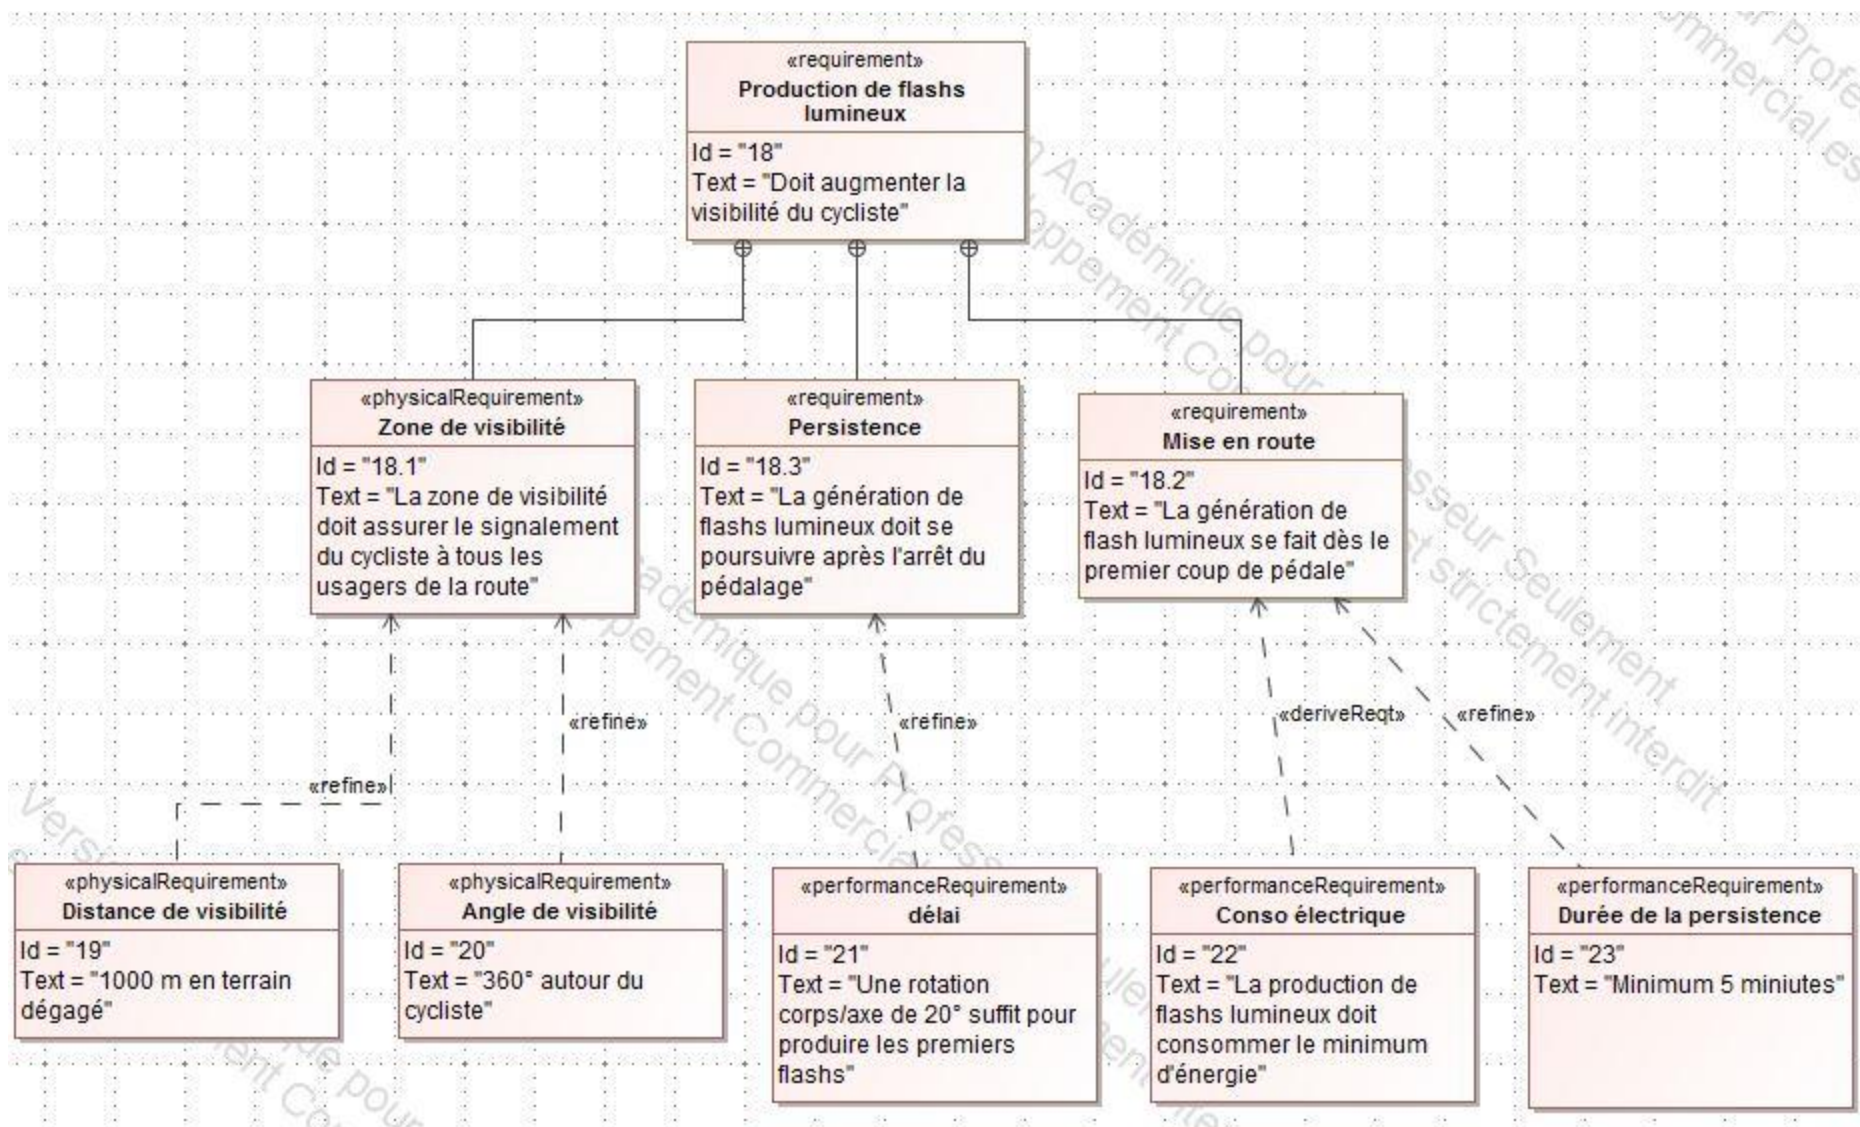 «requirement»
Production de flashs
lumineux
Id = "18"
Text = "Doit augmenter la
visibilité du cycliste"
«physicalRequirement»
Zone de visibilité
Id = "18.1"
Text = "La zone de visibilité
doit assurer le signalement
du cycliste à tous les
usagers de la route"
«requirement»
Persistence
Id = "18.3"
Text = "La génération de
flashs lumineux doit se
poursuivre après l'arrêt du
pédalage"
«requirement»
Mise en route
Id = "18.2"
Text = "La génération de
flash lumineux se fait dès le
premier coup de pédale"
«refine»
«refine»
«refine»
«deriveReqt»
«refine»
«physicalRequirement»
Distance de visibilité
Id = "19"
Text = "1000 m en terrain
dégagé"
«physicalRequirement»
Angle de visibilité
Id = "20"
Text = "360° autour du
cycliste"
«performanceRequirement»
délai
Id = "21"
Text = "Une rotation
corps/axe de 20° suffit pour
produire les premiers
flashs"
«performanceRequirement»
Conso électrique
Id = "22"
Text = "La production de
flashs lumineux doit
consommer le minimum
d'énergie"
«performanceRequirement»
Durée de la persistence
Id = "23"
Text = "Minimum 5 miniutes"